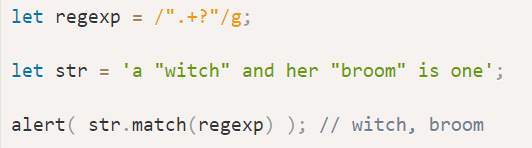 let regexp = /".+?"/g;
let str = 'a "witch" and her "broom" is one';
alert( str.match(regexp) ); // witch, broom